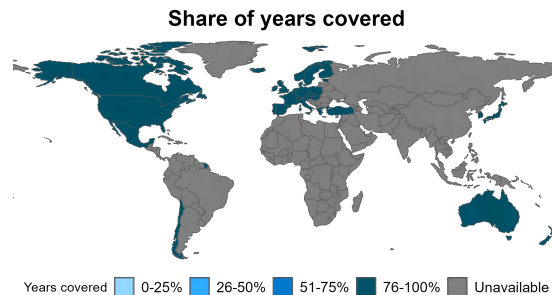 Share of years covered
Years covered 0-25% 26-50% 51-75% 76-100% Unavailable